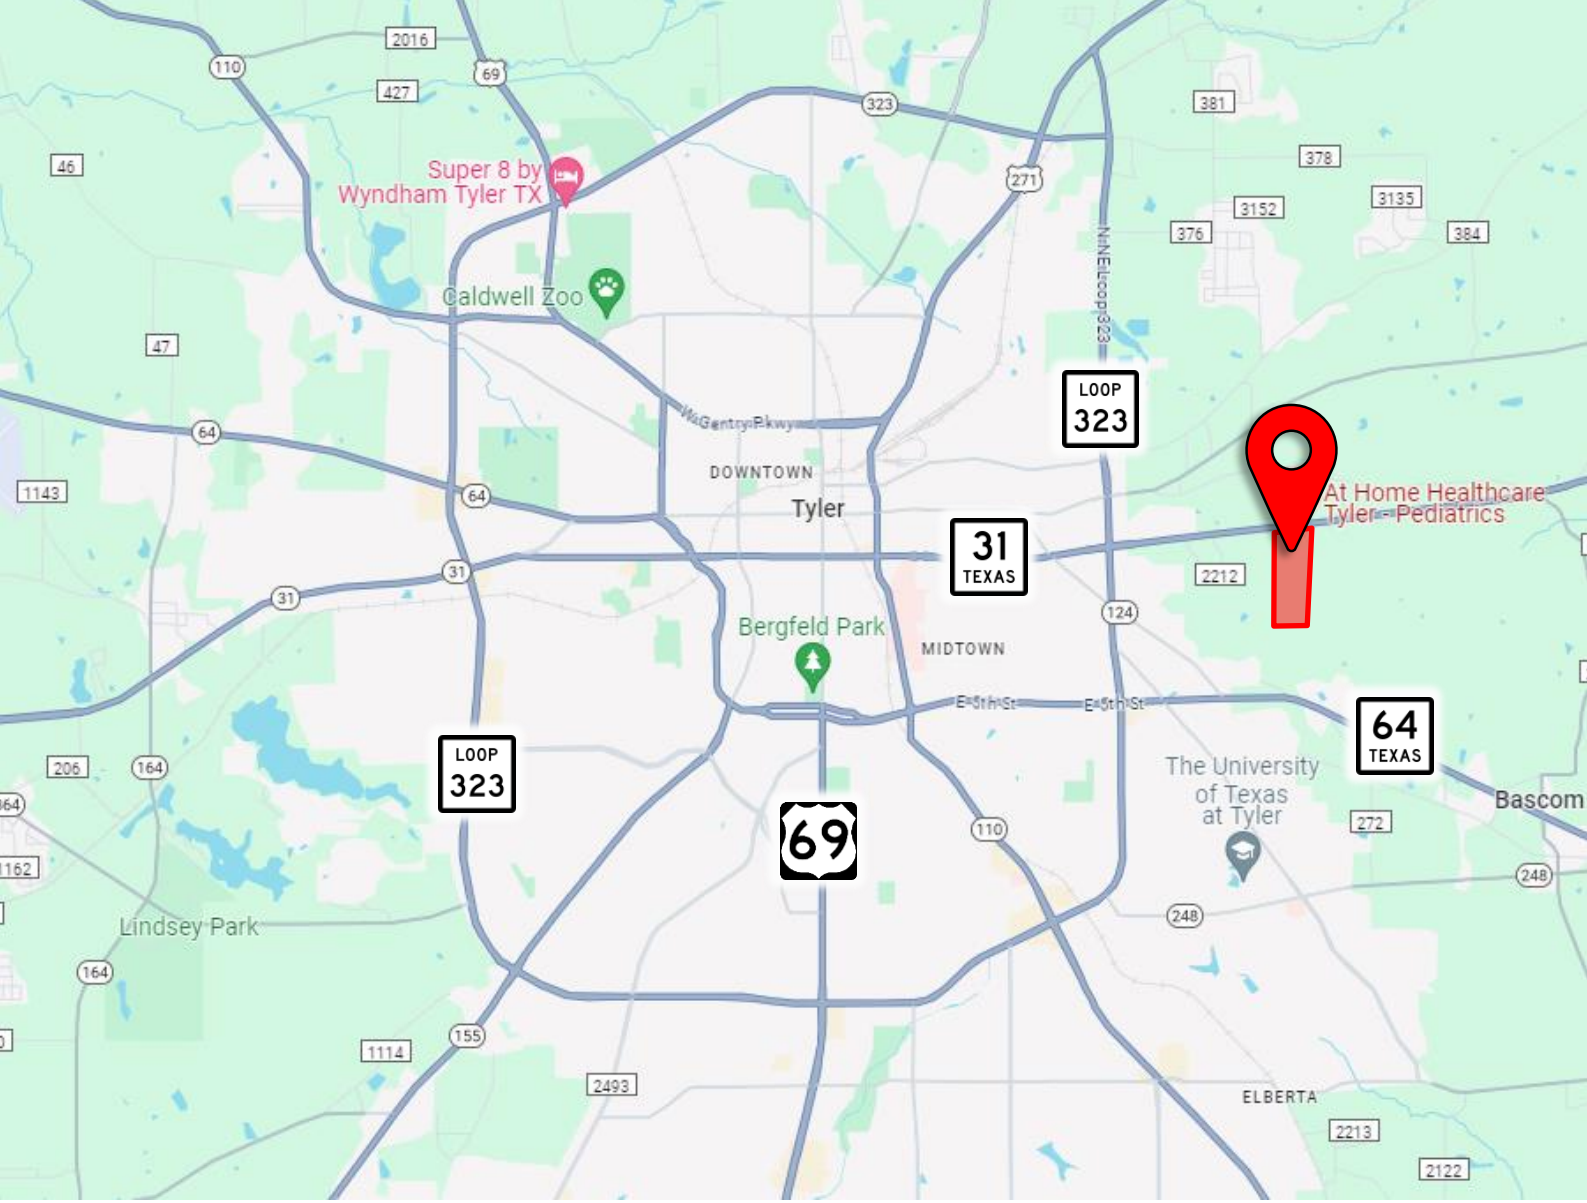 2016
110
69
427
323
381
46
Super 8 by
Wyndham Tyler TX
378
271
3135
3152
376
384
N NE Loop 323
Caldwell Zoo
47
LOOP
323
W Gentry Pkwy
64
DOWNTOWN
1143
64
At Home Healthcare
Tyler - Pediatrics
Tyler
31
TEXAS
31
2212
31
124
Bergfeld Park
MIDTOWN
E 5th St
E 5th St
64
TEXAS
LOOP
323
206
164
The University
of Texas
at Tyler
Bascom
69
110
272
1162
248
248
Lindsey Park
164
155
1114
2493
ELBERTA
2213
2122